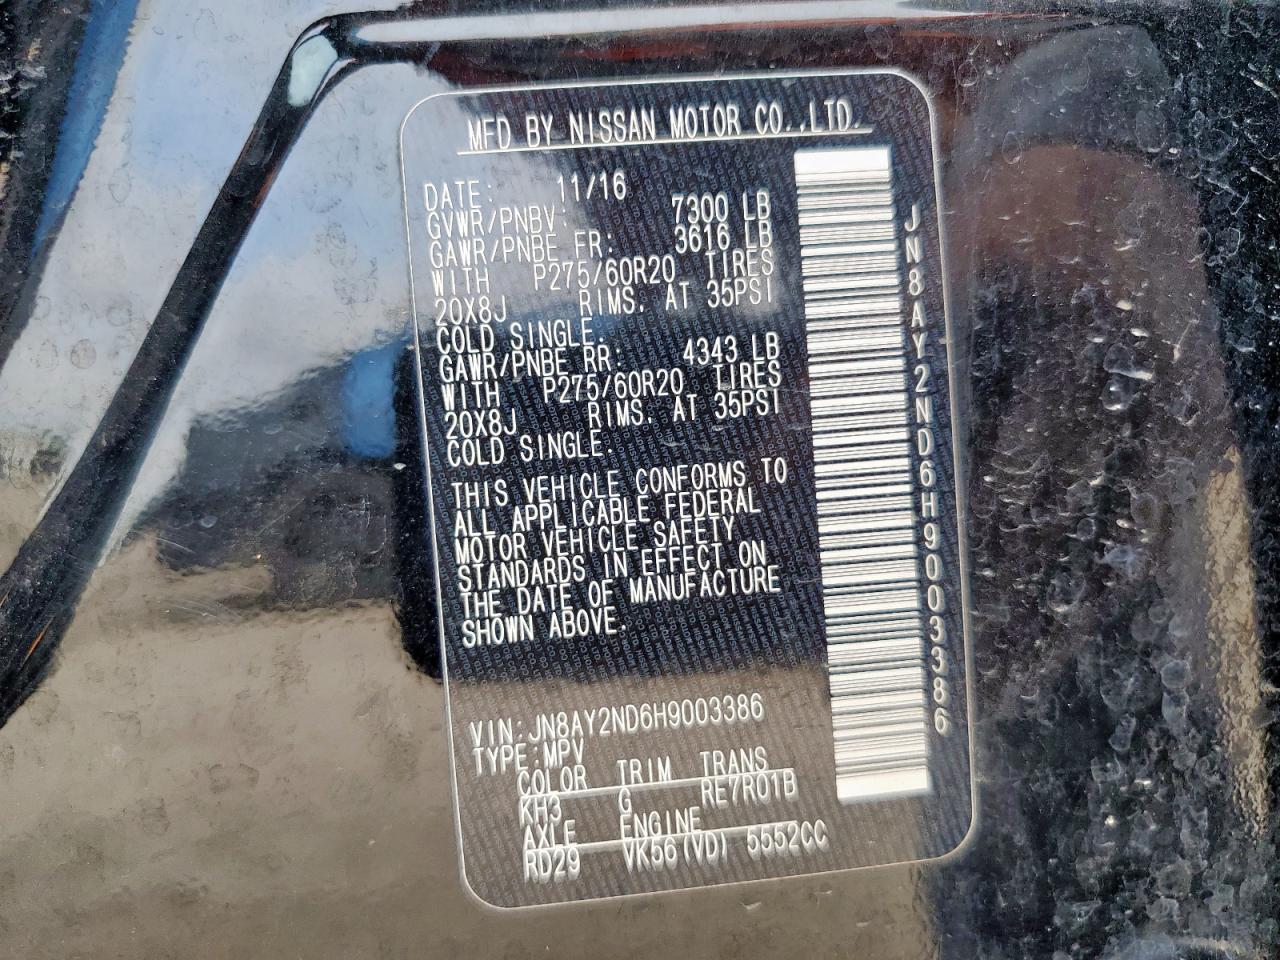 MFD BY NISSAN MOTOR CO.,LTD.
DATE: 11/16
GVWR/PNBV: 7300 LB
GAWR/PNBE FR: 3616 LB
WITH P275/60R20 TIRES
20X8J RIMS. AT 35PSI
COLD SINGLE.
GAWR/PNBE RR: 4343 LB
WITH P275/60R20 TIRES
20X8J RIMS. AT 35PSI
COLD SINGLE.
THIS VEHICLE CONFORMS TO
ALL APPLICABLE FEDERAL
MOTOR VEHICLE SAFETY
STANDARDS IN EFFECT ON
THE DATE OF MANUFACTURE
SHOWN ABOVE.
VIN:JN8AY2ND6H9003386
TYPE:MPV
COLOR TRIM TRANS
KH3 G RE7R01B
AXLE ENGINE
RD29 VK56(VD) 5552CC
JN8AY2ND6H9003386